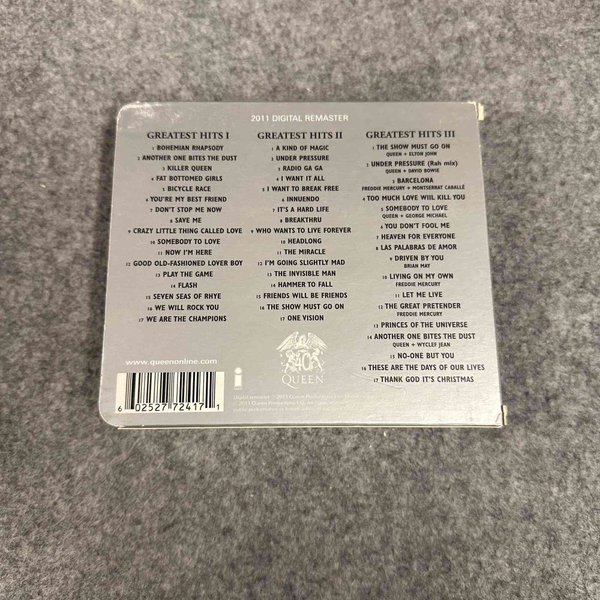 2011 DIGITAL REMASTER
GREATEST HITS I
1 BOHEMIAN RHAPSODY
2 ANOTHER ONE BITES THE DUST
3 KILLER QUEEN
4 FAT BOTTOMED GIRLS
5 BICYCLE RACE
6 YOU'RE MY BEST FRIEND
7 DON'T STOP ME NOW
8 SAVE ME
9 CRAZY LITTLE THING CALLED LOVE
10 SOMEBODY TO LOVE
11 NOW I'M HERE
12 GOOD OLD-FASHIONED LOVER BOY
13 PLAY THE GAME
14 FLASH
15 SEVEN SEAS OF RHYE
16 WE WILL ROCK YOU
17 WE ARE THE CHAMPIONS
GREATEST HITS II
1 A KIND OF MAGIC
2 UNDER PRESSURE
3 RADIO GA GA
4 I WANT IT ALL
5 I WANT TO BREAK FREE
6 INNUENDO
7 IT'S A HARD LIFE
8 BREAKTHRU
9 WHO WANTS TO LIVE FOREVER
10 HEADLONG
11 THE MIRACLE
12 I'M GOING SLIGHTLY MAD
13 THE INVISIBLE MAN
14 HAMMER TO FALL
15 FRIENDS WILL BE FRIENDS
16 THE SHOW MUST GO ON
17 ONE VISION
GREATEST HITS III
1 THE SHOW MUST GO ON
QUEEN + ELTON JOHN
2 UNDER PRESSURE (Rah mix)
QUEEN + DAVID BOWIE
3 BARCELONA
FREDDIE MERCURY + MONTSERRAT CABALLÉ
4 TOO MUCH LOVE WIIL KILL YOU
5 SOMEBODY TO LOVE
QUEEN + GEORGE MICHAEL
6 YOU DON'T FOOL ME
7 HEAVEN FOR EVERYONE
8 LAS PALABRAS DE AMOR
9 DRIVEN BY YOU
BRIAN MAY
10 LIVING ON MY OWN
FREDDIE MERCURY
11 LET ME LIVE
12 THE GREAT PRETENDER
FREDDIE MERCURY
13 PRINCES OF THE UNIVERSE
14 ANOTHER ONE BITES THE DUST
QUEEN + WYCLEF JEAN
15 NO-ONE BUT YOU
16 THESE ARE THE DAYS OF OUR LIVES
17 THANK GOD IT'S CHRISTMAS
www.queenonline.com
6 02527 72417 1
QUEEN